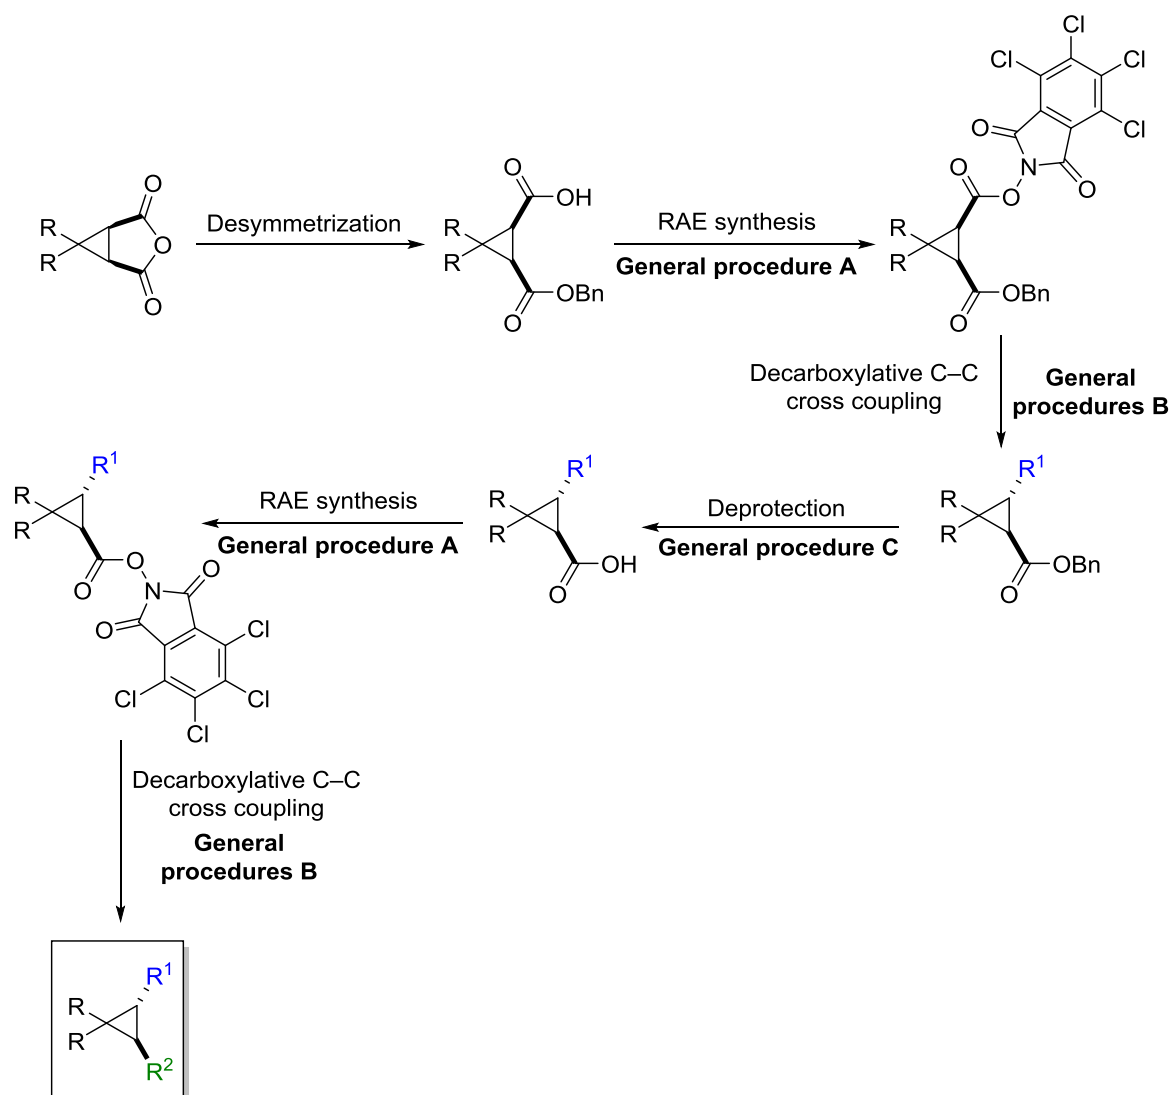 Cl
Cl
Cl
Cl
O
N
O
O
O
R
R
O
OBn
O
O
O
R
R
Desymmetrization
O
OH
R
R
OBn
O
RAE synthesis
General procedure A
Decarboxylative C–C
cross coupling
General
procedures B
R¹
R
R
OBn
O
Deprotection
General procedure C
R¹
R
R
OH
O
RAE synthesis
General procedure A
R¹
R
R
O
O
N
O
O
Cl
Cl
Cl
Cl
Decarboxylative C–C
cross coupling
General
procedures B
R¹
R
R
R²